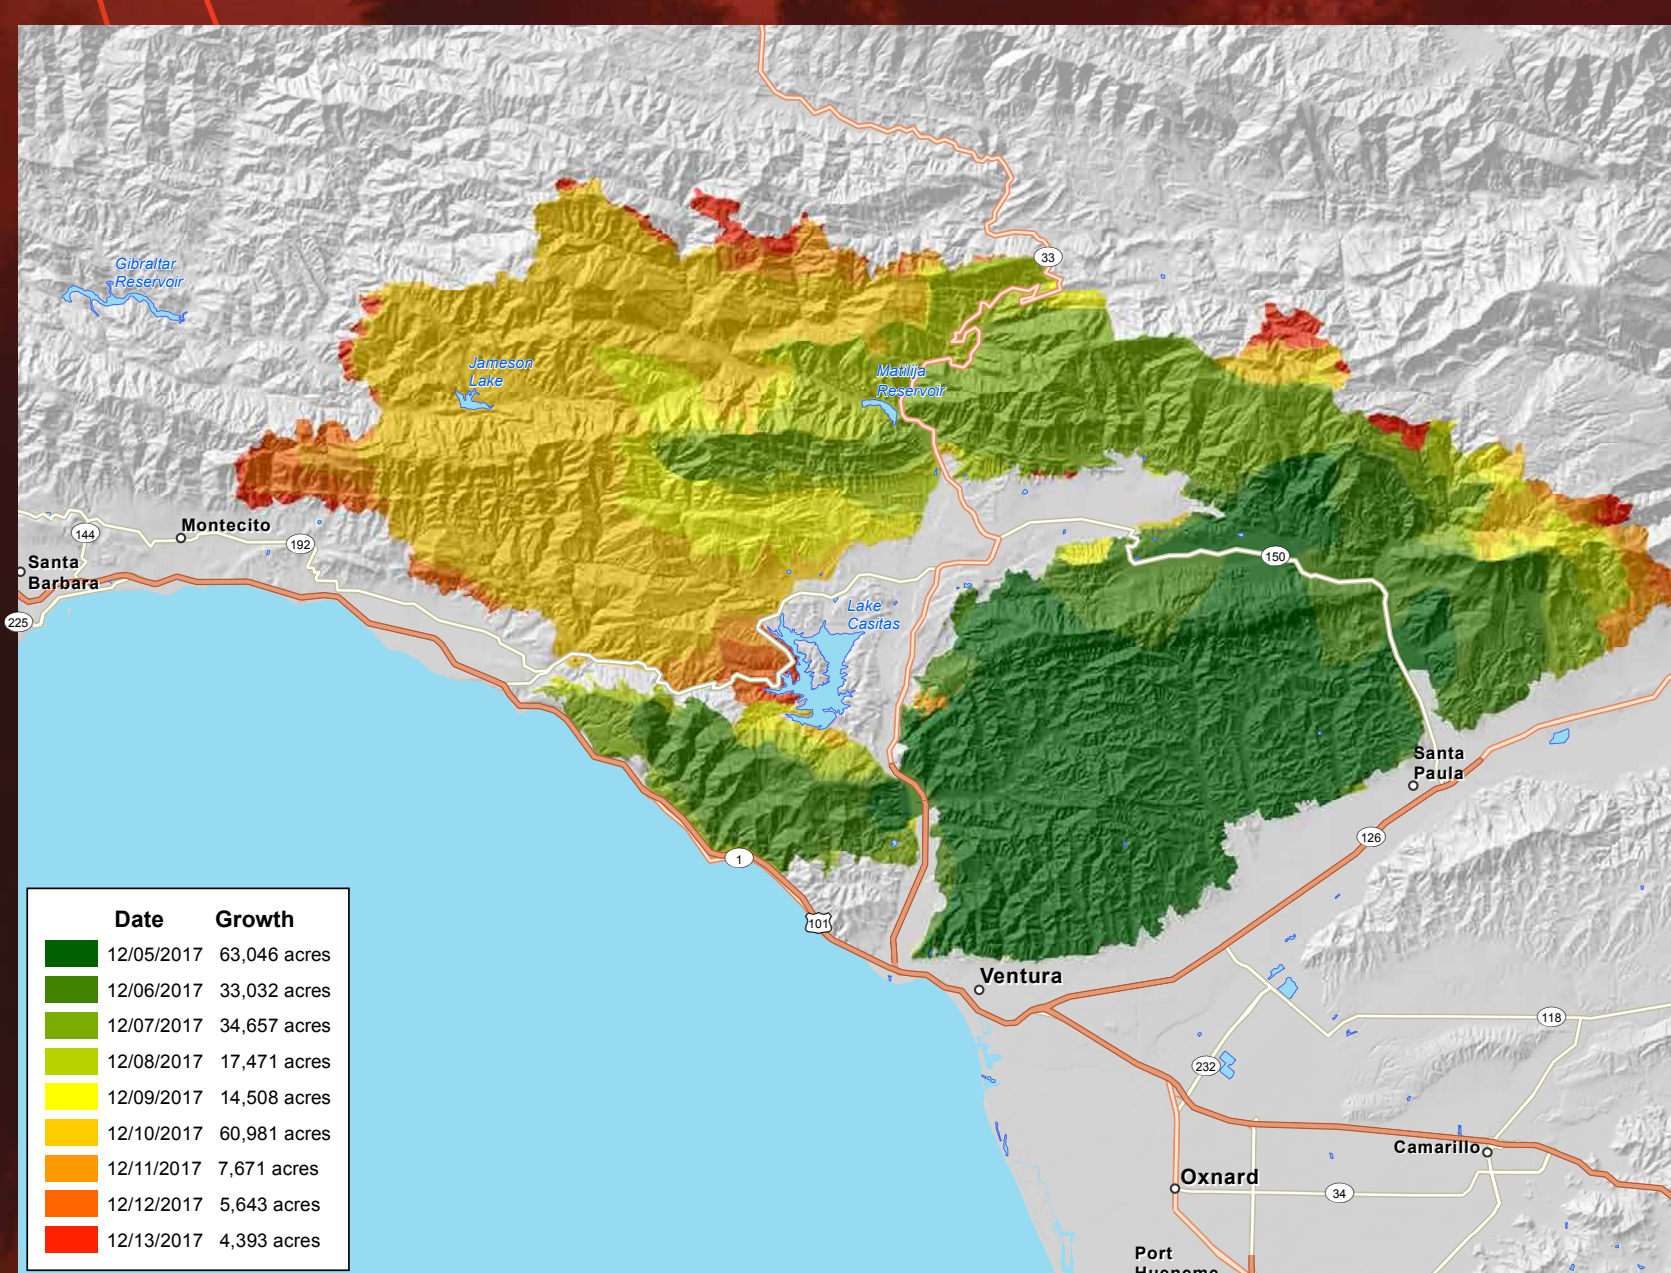 33
Gibraltar
Reservoir
Jameson
Lake
Matilija
Reservoir
Montecito
144
192
Santa
Barbara
225
150
Lake
Casitas
Santa
Paula
126
1
101
Ventura
118
232
Camarillo
Oxnard
34
Port
Hueneme
Date Growth
12/05/2017 63,046 acres
12/06/2017 33,032 acres
12/07/2017 34,657 acres
12/08/2017 17,471 acres
12/09/2017 14,508 acres
12/10/2017 60,981 acres
12/11/2017 7,671 acres
12/12/2017 5,643 acres
12/13/2017 4,393 acres